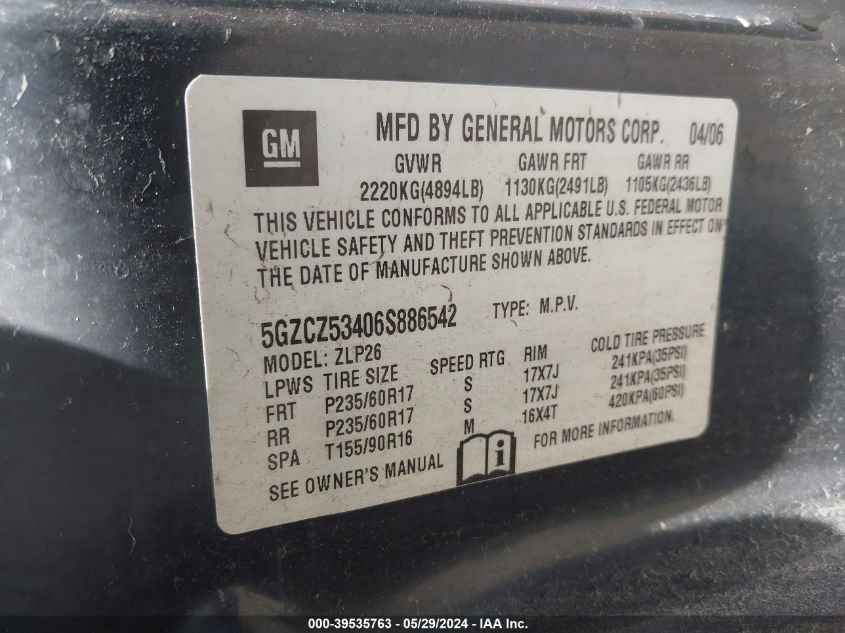 GM
MFD BY GENERAL MOTORS CORP. 04/06
GVWR GAWR FRT GAWR RR
2220KG(4894LB) 1130KG(2491LB) 1105KG(2436LB)
THIS VEHICLE CONFORMS TO ALL APPLICABLE U.S. FEDERAL MOTOR
VEHICLE SAFETY AND THEFT PREVENTION STANDARDS IN EFFECT ON
THE DATE OF MANUFACTURE SHOWN ABOVE.
5GZCZ53406S886542 TYPE: M.P.V.
MODEL: ZLP26
LPWS TIRE SIZE SPEED RTG RIM COLD TIRE PRESSURE
FRT P235/60R17 S 17X7J 241KPA(35PSI)
RR P235/60R17 S 17X7J 241KPA(35PSI)
SPA T155/90R16 M 16X4T 420KPA(60PSI)
SEE OWNER'S MANUAL i FOR MORE INFORMATION.
000-39535763 - 05/29/2024 - IAA Inc.